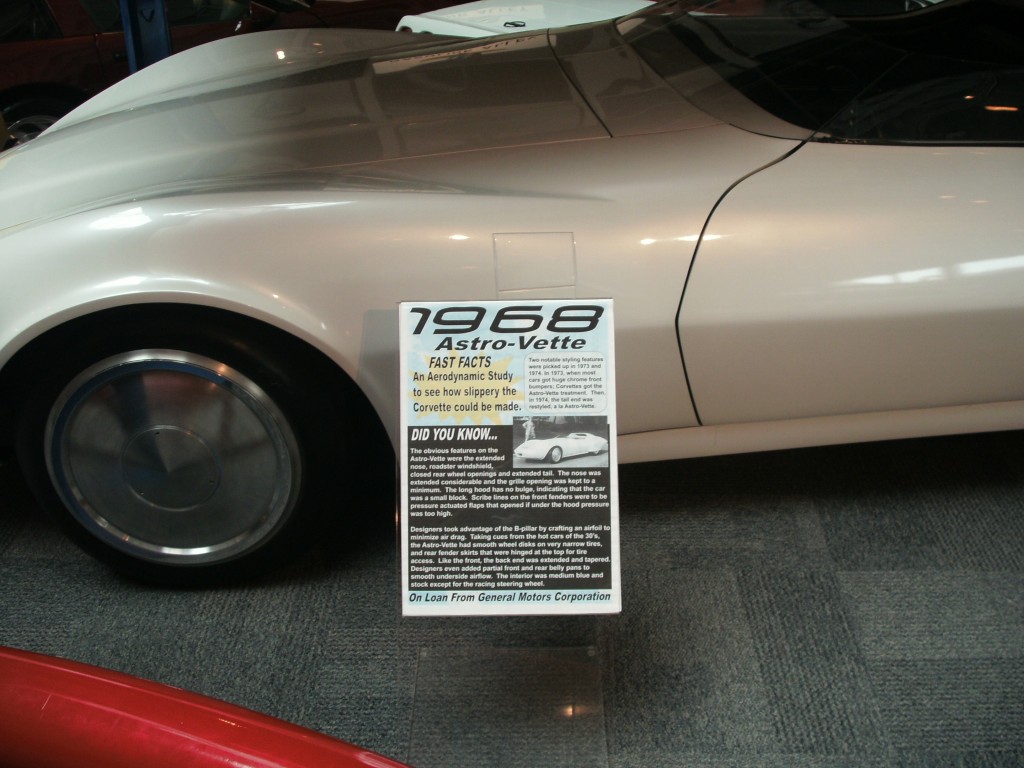 1968
Astro-Vette
FAST FACTS
An Aerodynamic Study
to see how slippery the
Corvette could be made.
Two notable styling features
were picked up in 1973 and
1974. In 1973, when most
cars got huge chrome front
bumpers; Corvettes got the
Astro-Vette treatment. Then,
in 1974, the tail end was
restyled, a la Astro-Vette.
DID YOU KNOW...
The obvious features on the
Astro-Vette were the extended
nose, roadster windshield,
closed rear wheel openings and extended tail. The nose was
extended considerable and the grille opening was kept to a
minimum. The long hood has no bulge, indicating that the car
was a small block. Scribe lines on the front fenders were to be
pressure actuated flaps that opened if under the hood pressure
was too high.
Designers took advantage of the B-pillar by crafting an airfoil to
minimize air drag. Taking cues from the hot cars of the 30's,
the Astro-Vette had smooth wheel disks on very narrow tires,
and rear fender skirts that were hinged at the top for tire
access. Like the front, the back end was extended and tapered.
Designers even added partial front and rear belly pans to
smooth underside airflow. The interior was medium blue and
stock except for the racing steering wheel.
On Loan From General Motors Corporation